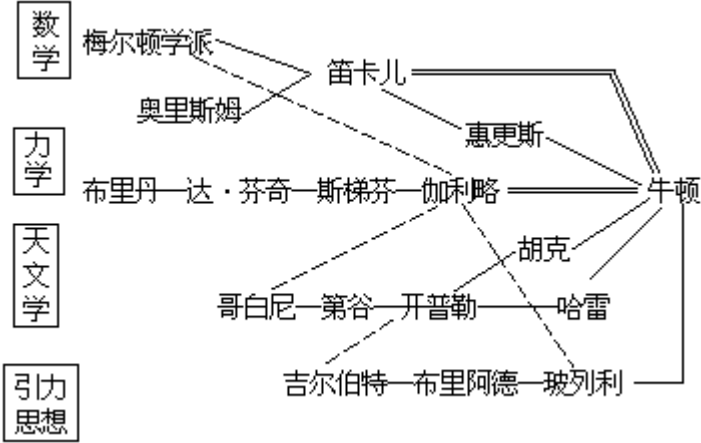 数学
梅尔顿学派
笛卡儿
奥里斯姆
惠更斯
力学
布里丹 达·芬奇 斯梯芬 伽利略 牛顿
天文学
胡克
哥白尼 第谷 开普勒 哈雷
引力思想
吉尔伯特 布里阿德 玻列利